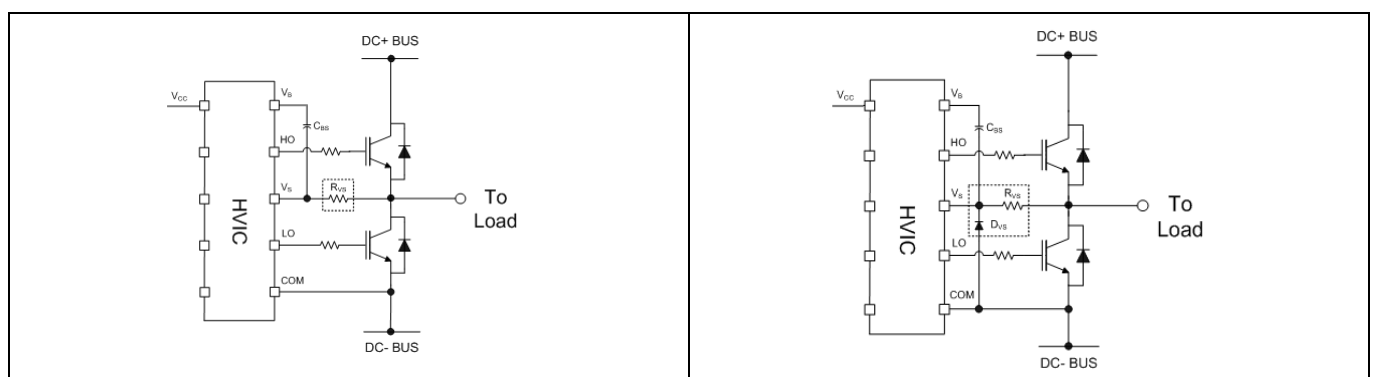 DC+ BUS
VCC
VB
CBS
HO
VS
RVS
To
Load
HVIC
LO
COM
DC- BUS
DC+ BUS
VCC
VB
CBS
HO
VS
RVS
To
Load
DVS
HVIC
LO
COM
DC- BUS